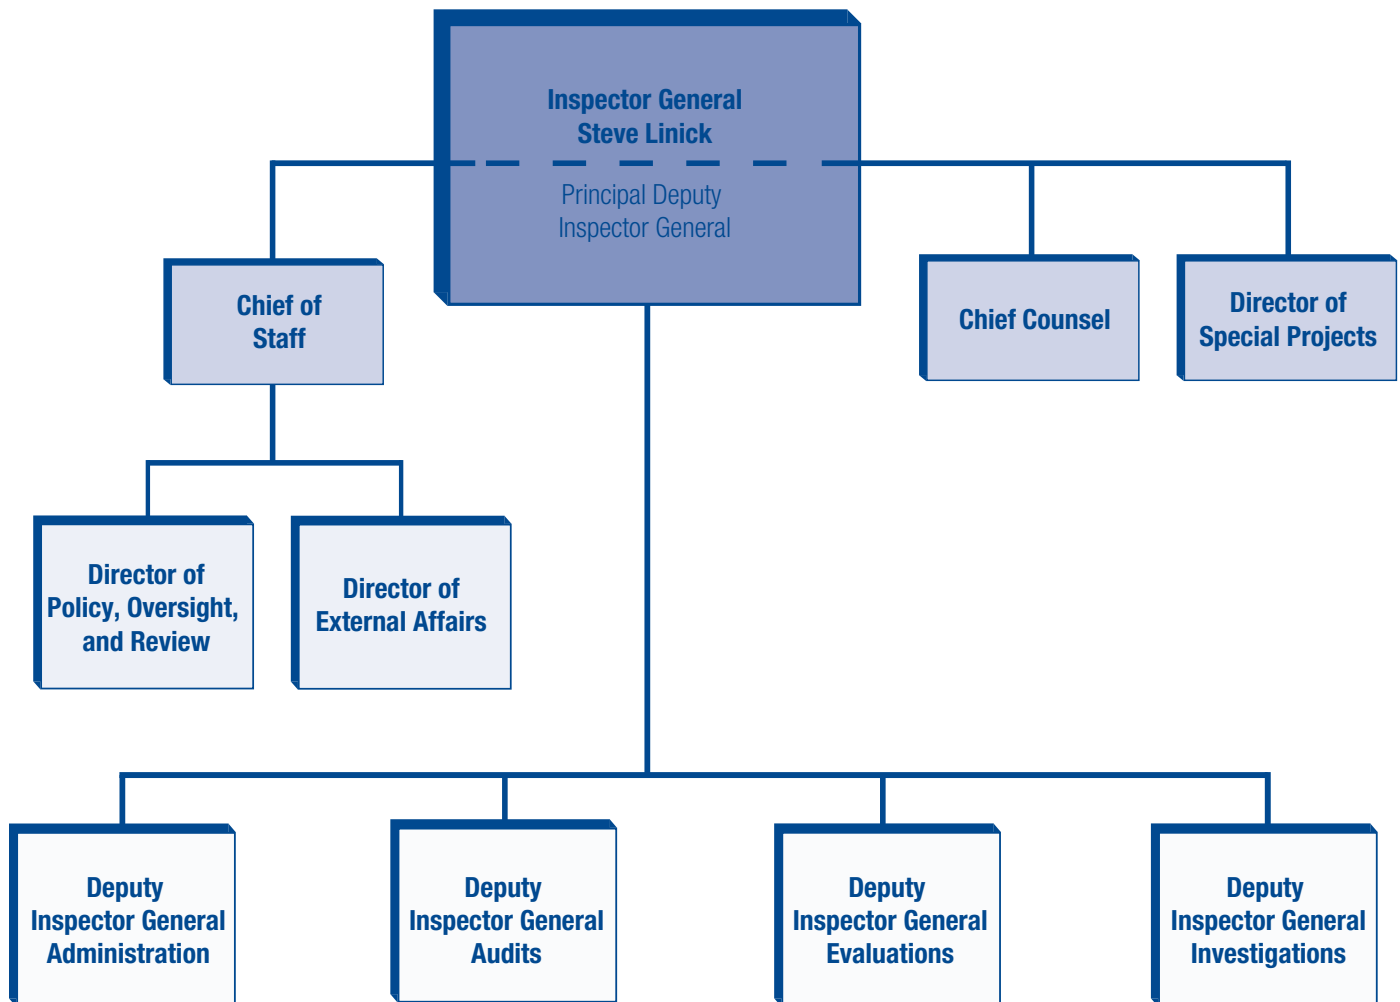 Inspector General
Steve Linick
Principal Deputy
Inspector General
Chief of
Staff
Chief Counsel
Director of
Special Projects
Director of
Policy, Oversight,
and Review
Director of
External Affairs
Deputy
Inspector General
Administration
Deputy
Inspector General
Audits
Deputy
Inspector General
Evaluations
Deputy
Inspector General
Investigations